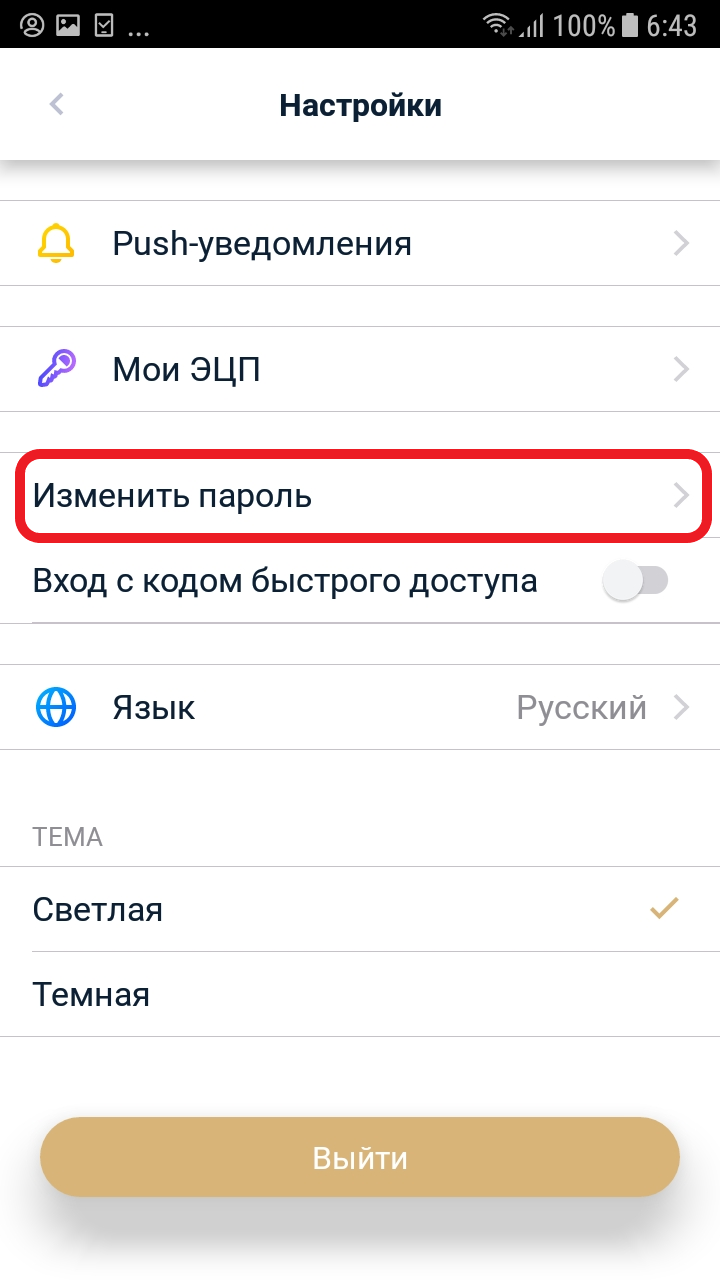 ... 100% 6:43
Настройки
Push-уведомления
Мои ЭЦП
Изменить пароль
Вход с кодом быстрого доступа
Язык Русский
ТЕМА
Светлая
Темная
Выйти